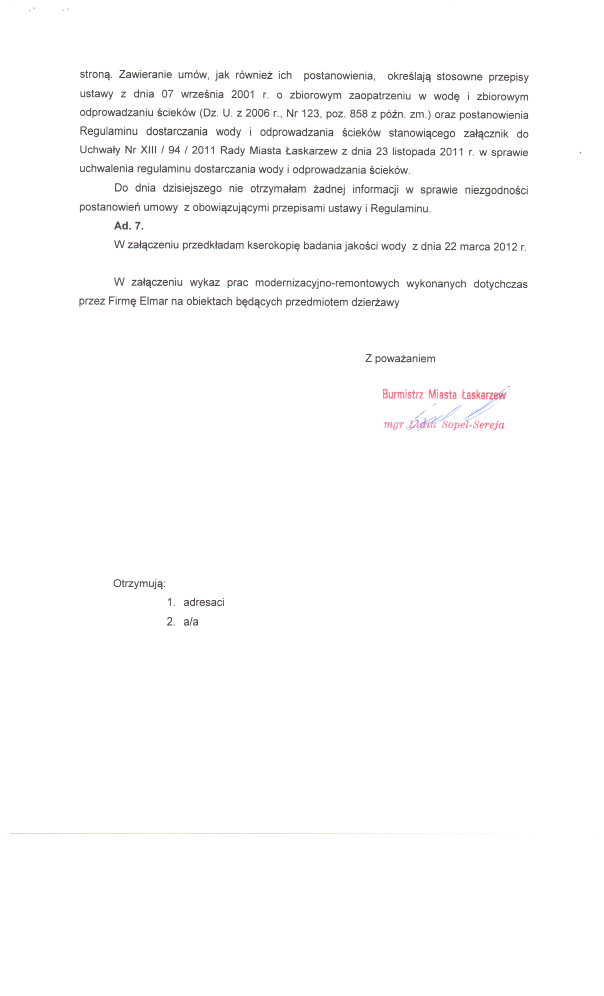 stroną. Zawieranie umów, jak również ich postanowienia, określają stosowne przepisy
ustawy z dnia 07 września 2001 r. o zbiorowym zaopatrzeniu w wodę i zbiorowym
odprowadzaniu ścieków (Dz. U. z 2006 r., Nr 123, poz. 858 z późn. zm.) oraz postanowienia
Regulaminu dostarczania wody i odprowadzania ścieków stanowiącego załącznik do
Uchwały Nr XIII / 94 / 2011 Rady Miasta Łaskarzew z dnia 23 listopada 2011 r. w sprawie
uchwalenia regulaminu dostarczania wody i odprowadzania ścieków.
Do dnia dzisiejszego nie otrzymałam żadnej informacji w sprawie niezgodności
postanowień umowy z obowiązującymi przepisami ustawy i Regulaminu.
Ad. 7.
W załączeniu przedkładam kserokopię badania jakości wody z dnia 22 marca 2012 r.
W załączeniu wykaz prac modernizacyjno-remontowych wykonanych dotychczas
przez Firmę Elmar na obiektach będących przedmiotem dzierżawy
Z poważaniem
Burmistrz Miasta Łaskarzew
mgr Sopel-Sereja
Otrzymują:
1. adresaci
2. a/a